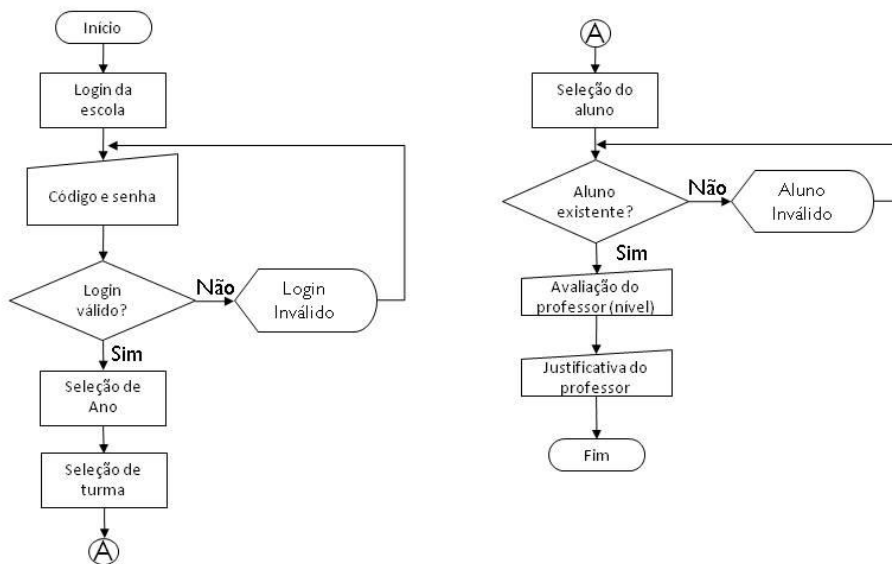 Início
Login da
escola
Código e senha
Login
válido?
Não
Login
Inválido
Sim
Seleção de
Ano
Seleção de
turma
A
A
Seleção do
aluno
Aluno
existente?
Não
Aluno
Inválido
Sim
Avaliação do
professor (nível)
Justificativa do
professor
Fim